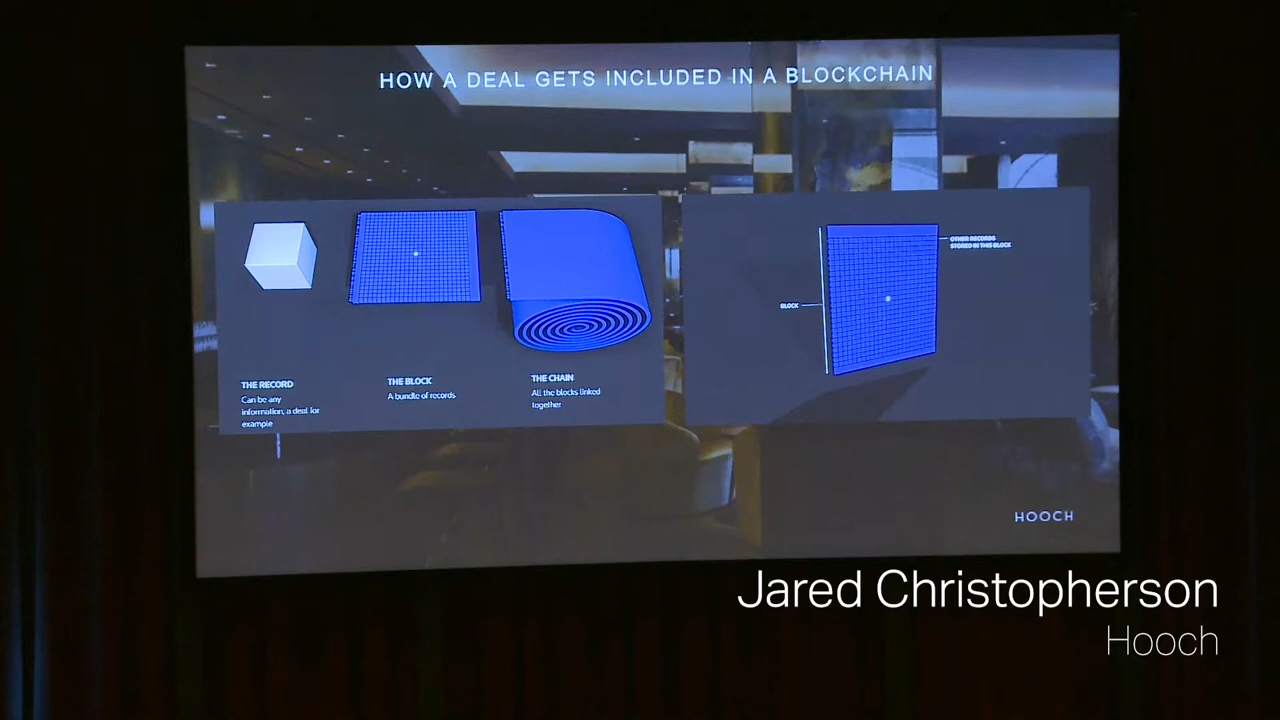 HOW A DEAL GETS INCLUDED IN A BLOCKCHAIN
THE RECORD
Can be any
information, a deal for
example
THE BLOCK
A bundle of records
THE CHAIN
All the blocks linked
together
BLOCK
OTHER RECORDS
STORED IN THIS BLOCK
HOOCH
Jared Christopherson
Hooch